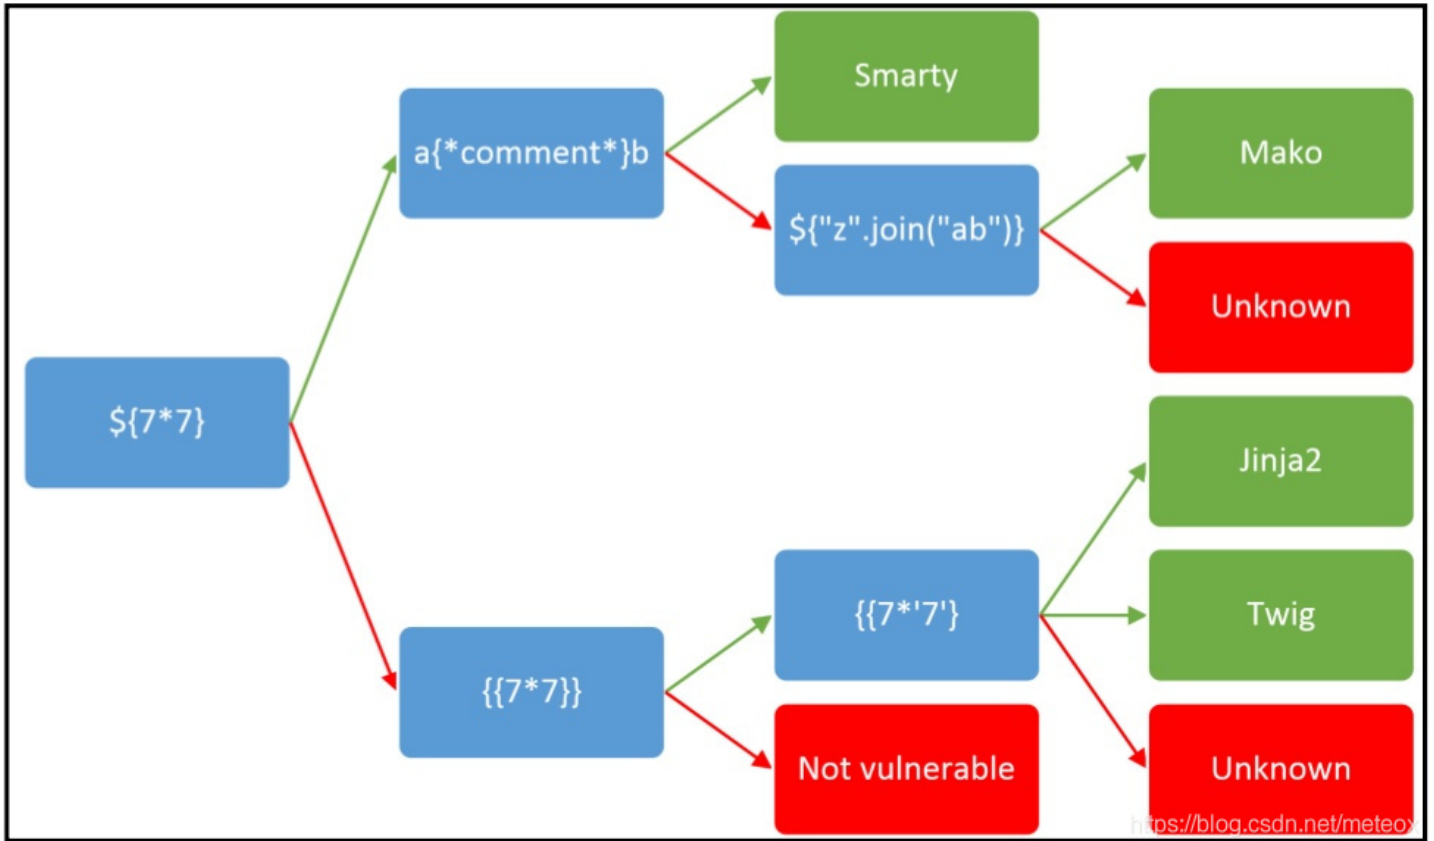 Smarty
a{*comment*}b
Mako
${"z".join("ab")}
Unknown
${7*7}
Jinja2
{{7*'7'}
Twig
{{7*7}}
Not vulnerable
Unknown
https://blog.csdn.net/meteox